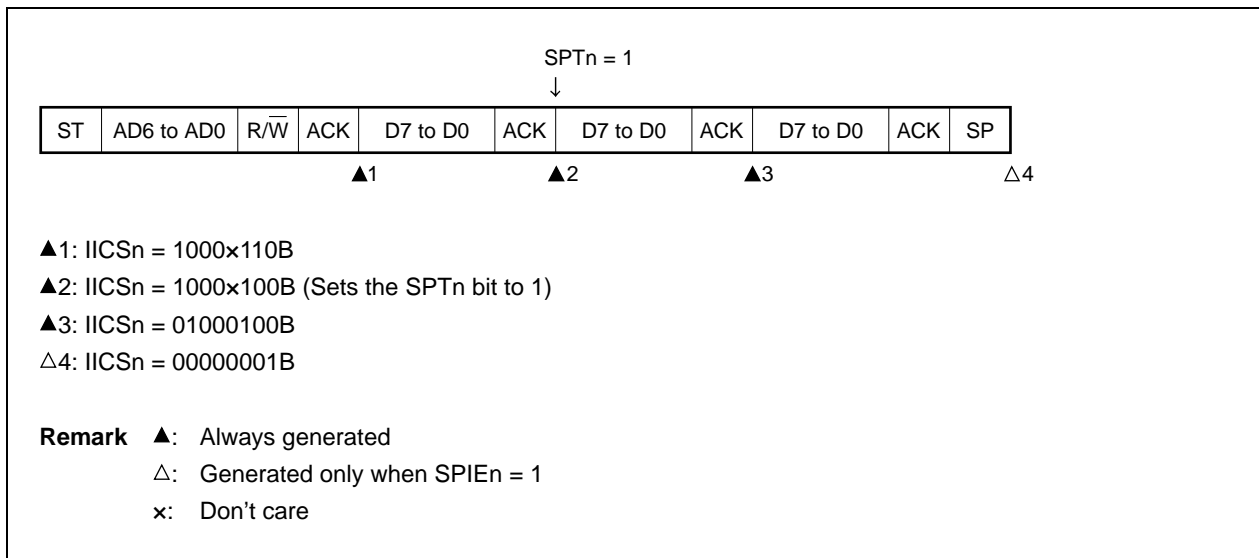 SPTn = 1
↓
ST AD6 to AD0 R/W̅ ACK D7 to D0 ACK D7 to D0 ACK D7 to D0 ACK SP
▲1 ▲2 ▲3 △4
▲1: IICSn = 1000×110B
▲2: IICSn = 1000×100B (Sets the SPTn bit to 1)
▲3: IICSn = 01000100B
△4: IICSn = 00000001B
Remark ▲: Always generated
△: Generated only when SPIEn = 1
×: Don't care